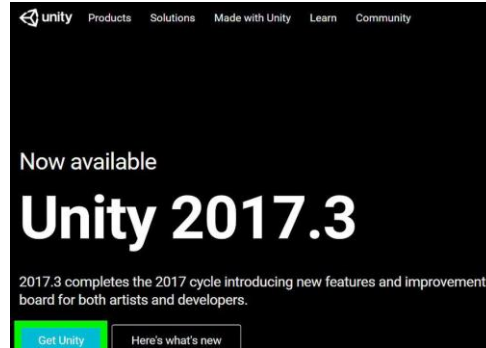 unity Products Solutions Made with Unity Learn Community
Now available
Unity 2017.3
2017.3 completes the 2017 cycle introducing new features and improvement
board for both artists and developers.
Get Unity Here's what's new